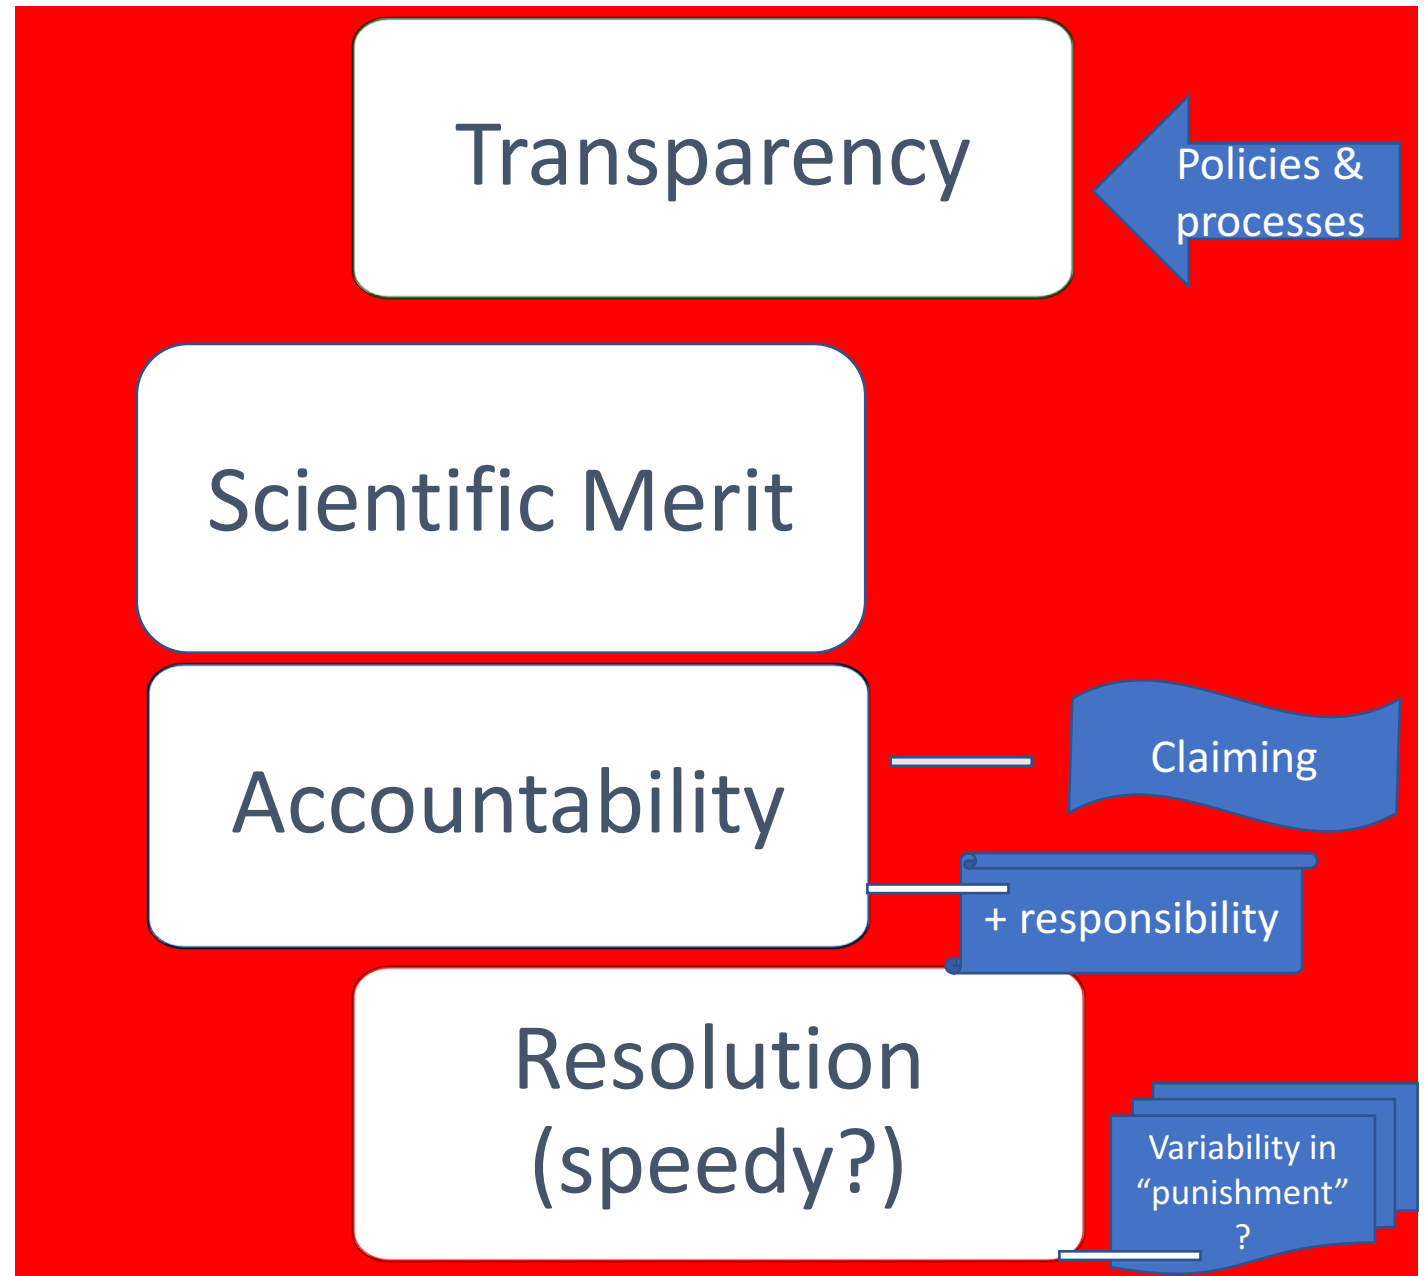 Transparency
Policies &
processes
Scientific Merit
Accountability
Claiming
+ responsibility
Resolution
(speedy?)
Variability in
“punishment”
?